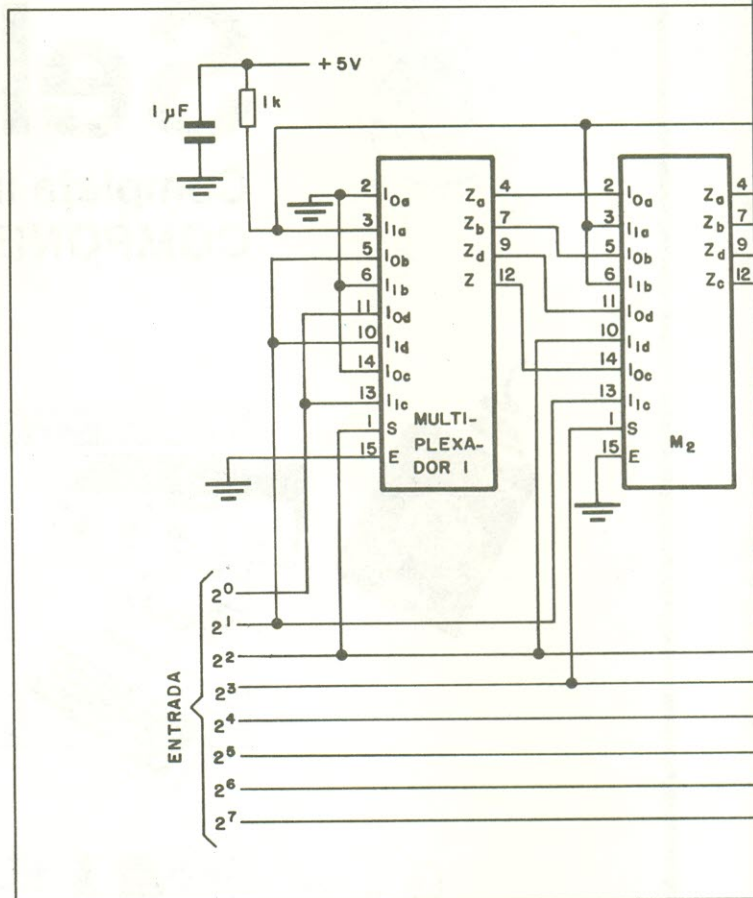 +5V
1 µF
1k
2 I0a Za 4
3 I1a Zb 7
5 I0b Zd 9
6 I1b Z 12
11 I0d
10 I1d
14 I0c
13 I1c
1 S
15 E
MULTI-
PLEXA-
DOR 1
2 I0a Za 4
3 I1a Zb 7
5 I0b Zd 9
6 I1b Zc 12
11 I0d
10 I1d
14 I0c
13 I1c
1 S
15 E
M2
ENTRADA
2⁰
2¹
2²
2³
2⁴
2⁵
2⁶
2⁷